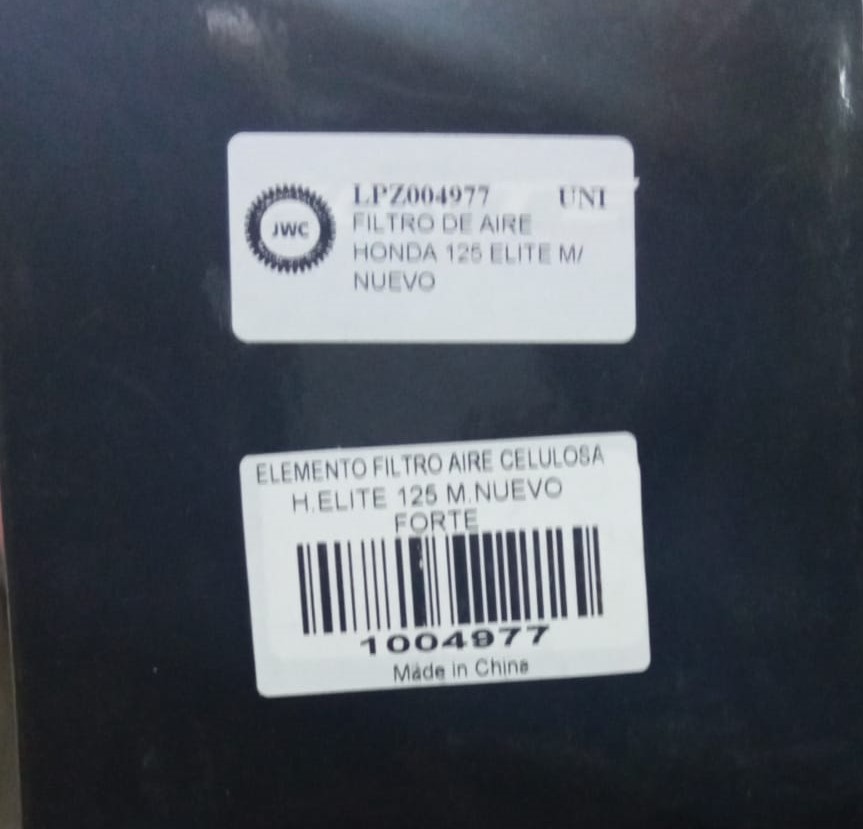 JWC
LPZ004977 UNI
FILTRO DE AIRE
HONDA 125 ELITE M/
NUEVO
ELEMENTO FILTRO AIRE CELULOSA
H.ELITE 125 M.NUEVO
FORTE
1004977
Made in China